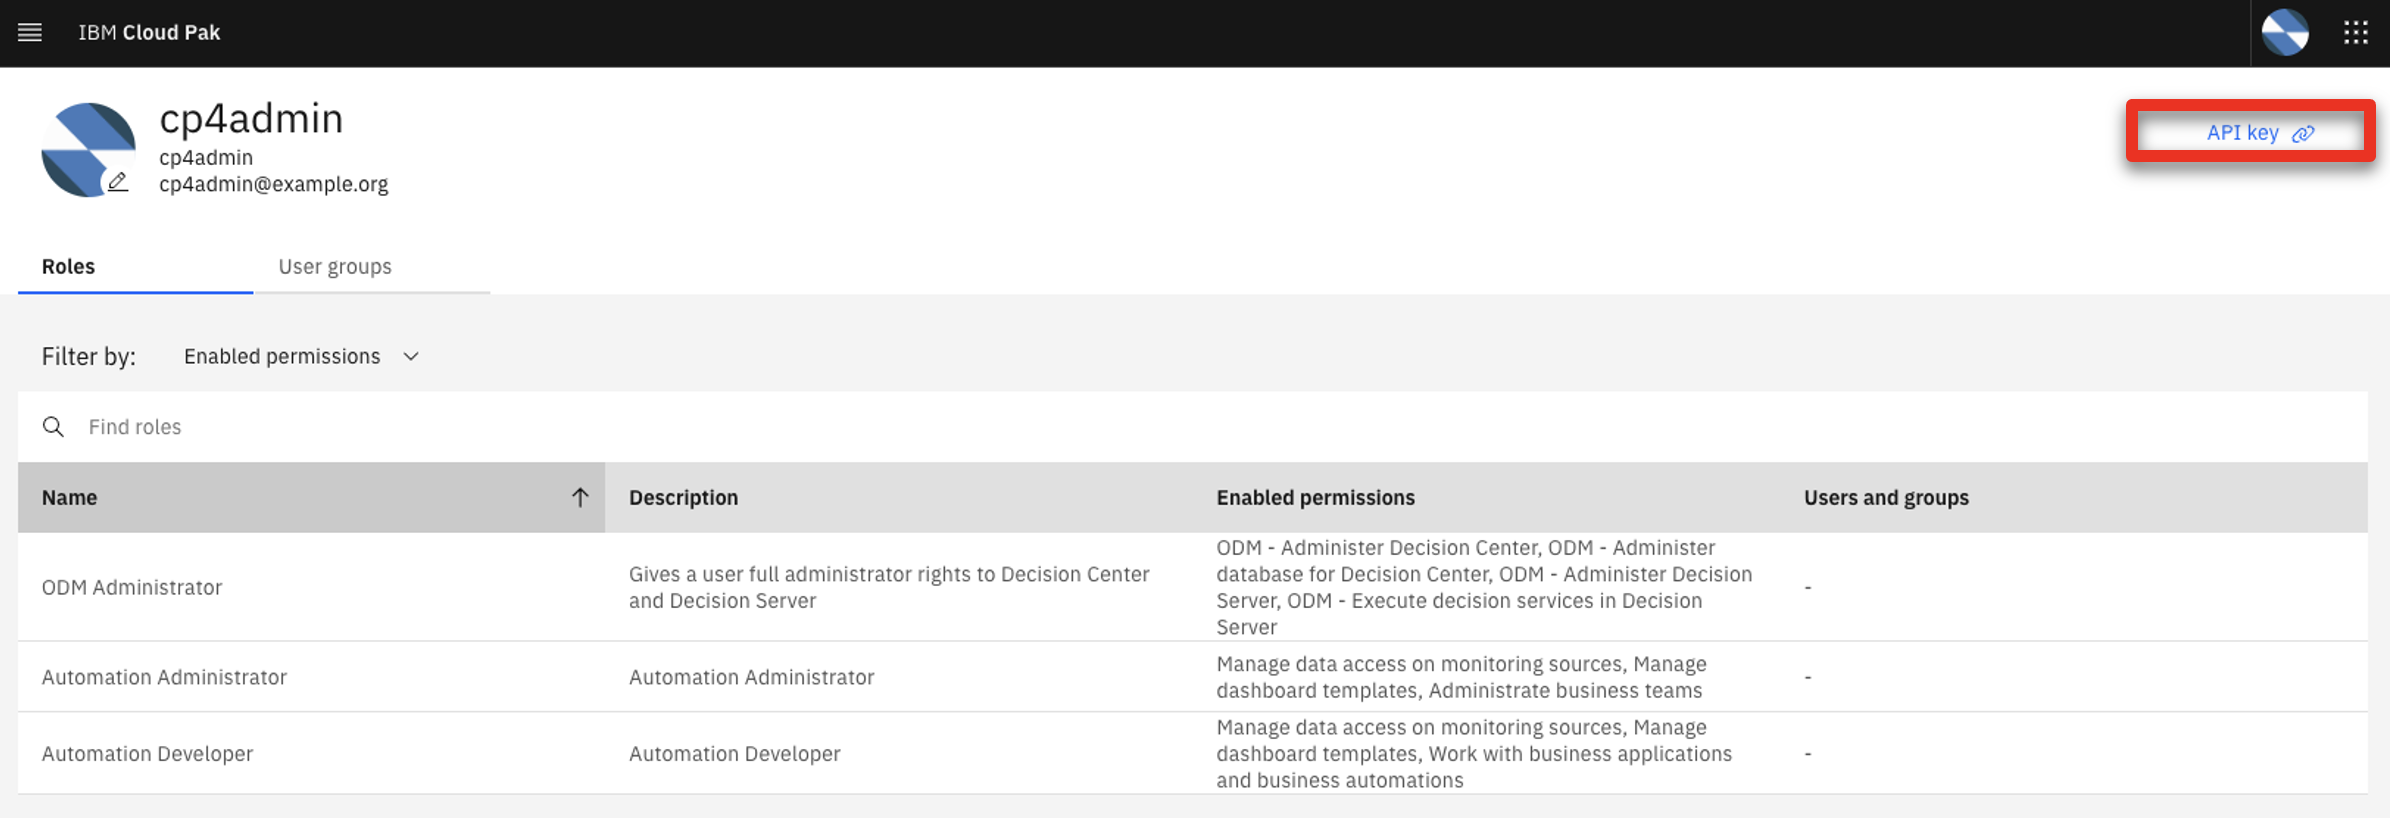 IBM Cloud Pak
cp4admin
cp4admin
cp4admin@example.org
API key
Roles
User groups
Filter by:
Enabled permissions
Find roles
Name
Description
Enabled permissions
Users and groups
ODM Administrator
Gives a user full administrator rights to Decision Center
and Decision Server
ODM - Administer Decision Center, ODM - Administer
database for Decision Center, ODM - Administer Decision
Server, ODM - Execute decision services in Decision
Server
-
Automation Administrator
Automation Administrator
Manage data access on monitoring sources, Manage
dashboard templates, Administrate business teams
-
Automation Developer
Automation Developer
Manage data access on monitoring sources, Manage
dashboard templates, Work with business applications
and business automations
-